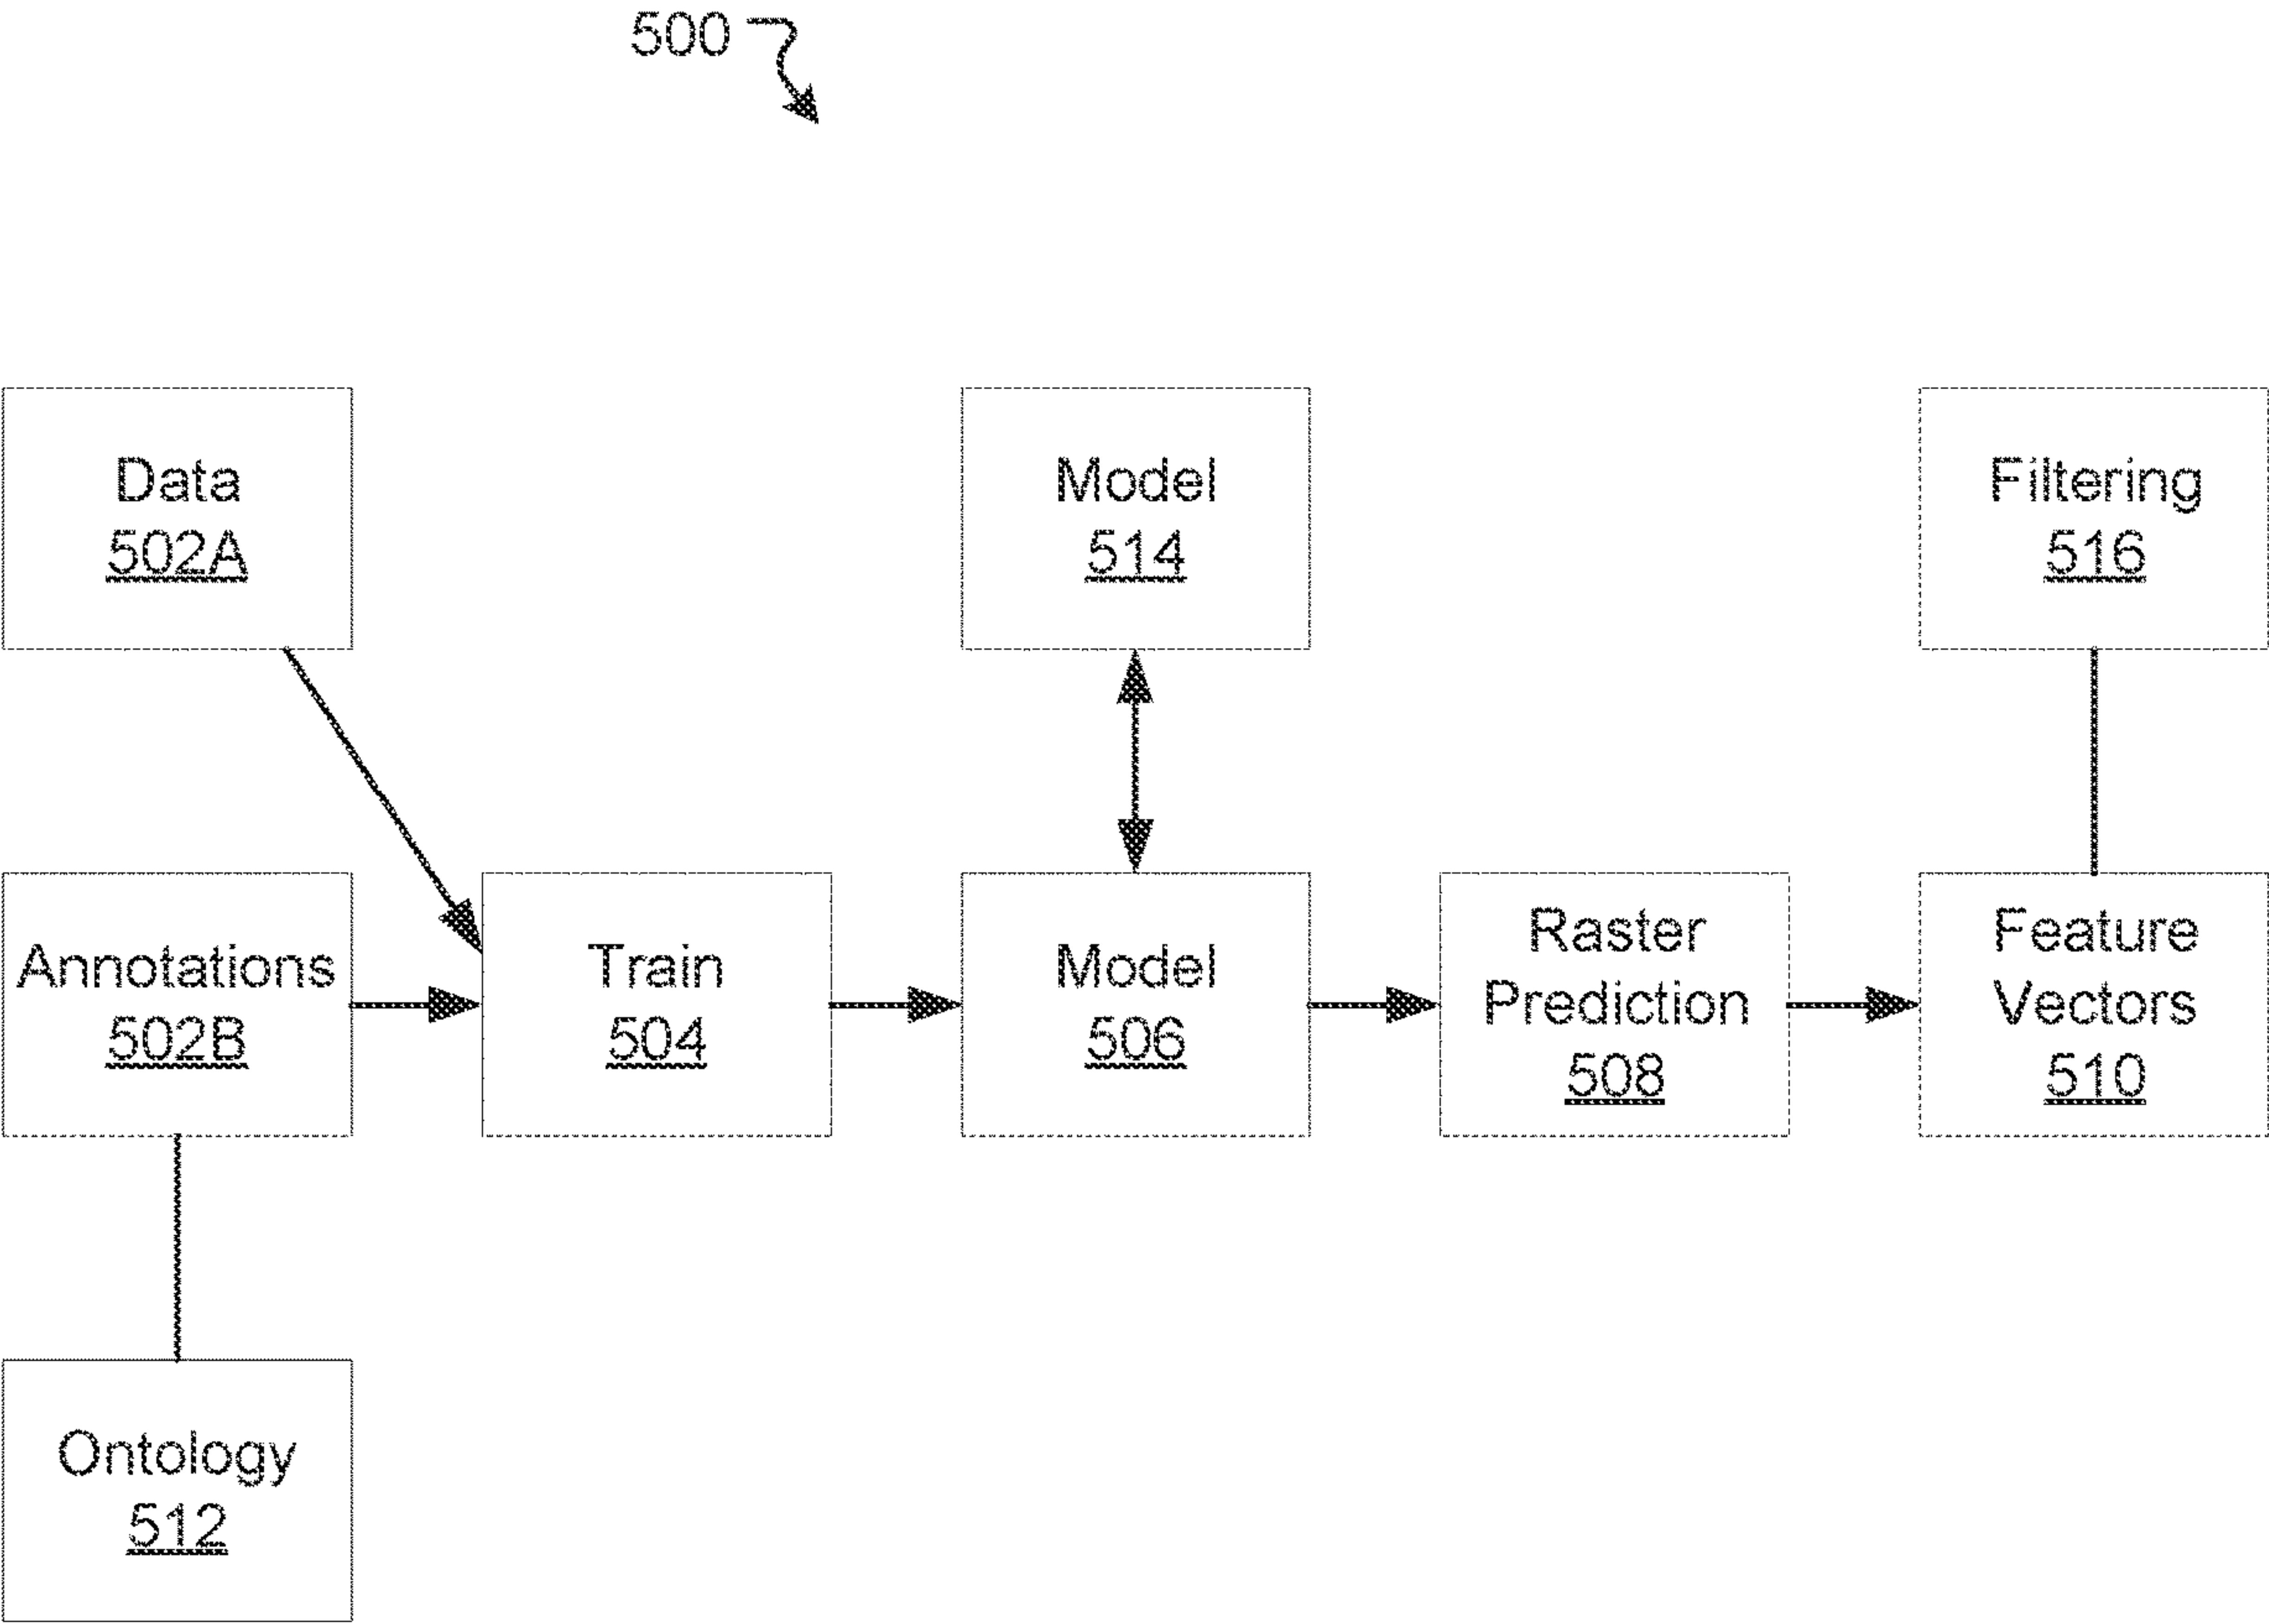 500
Data
502A
Model
514
Filtering
516
Annotations
502B
Train
504
Model
506
Raster
Prediction
508
Feature
Vectors
510
Ontology
512